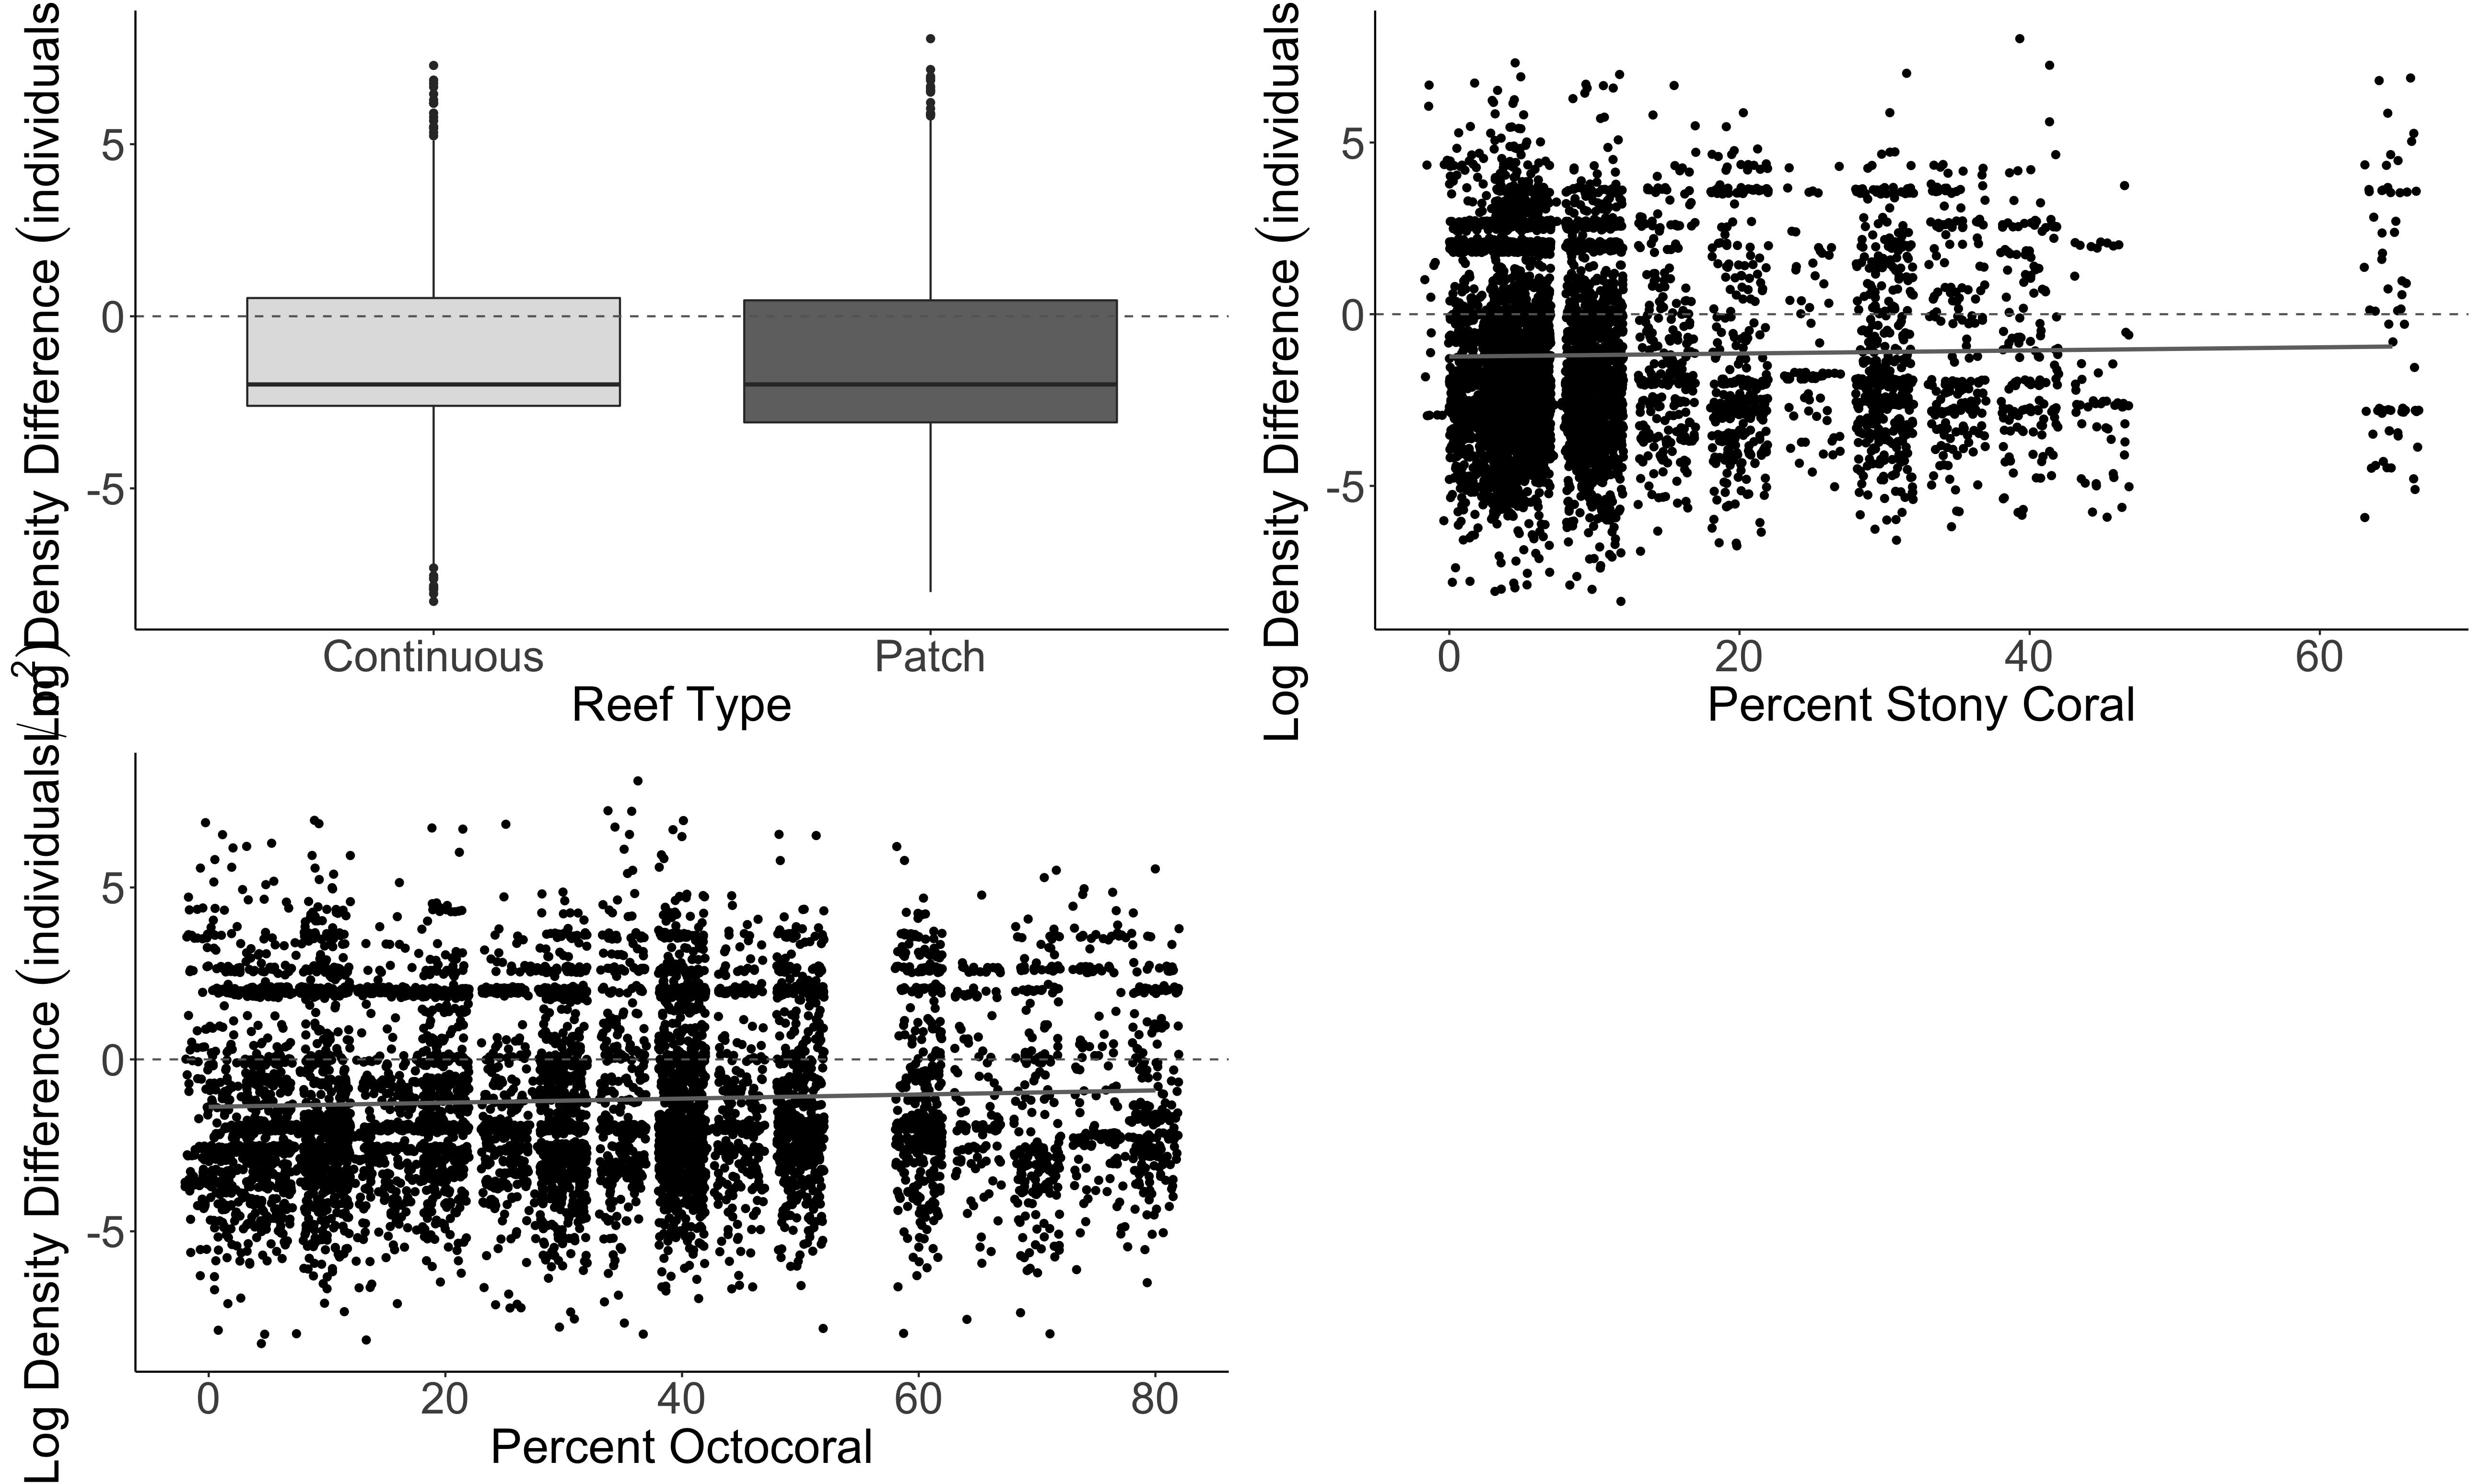 Log Density Difference (individuals/m2)
5
0
-5
Continuous
Patch
Reef Type
Log Density Difference (individuals
5
0
-5
0
20
40
60
Percent Stony Coral
Log Density Difference (individuals
5
0
-5
0
20
40
60
80
Percent Octocoral